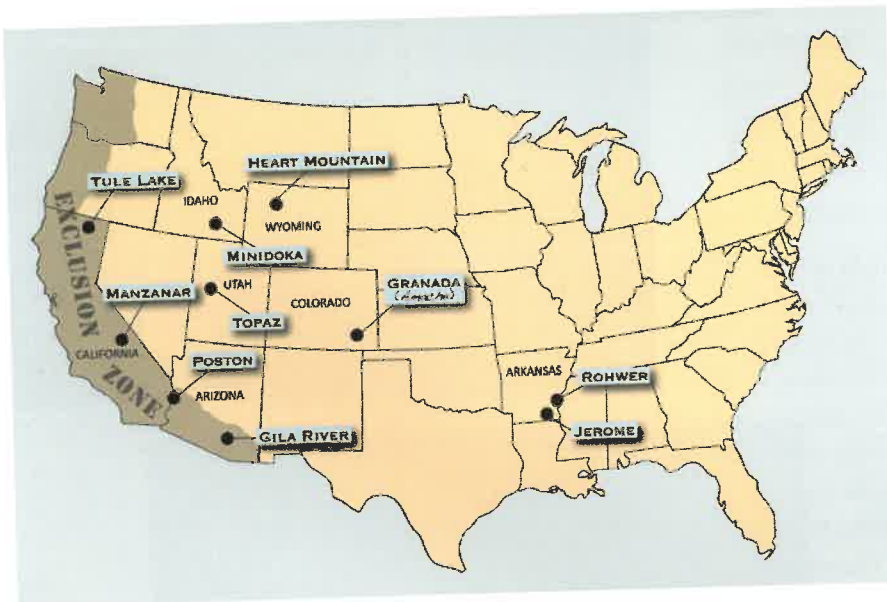 HEART MOUNTAIN
TULE LAKE
IDAHO
WYOMING
MINIDOKA
EXCLUSION ZONE
MANZANAR
UTAH
COLORADO
GRANADA
(Amache)
TOPAZ
CALIFORNIA
POSTON
ARIZONA
ARKANSAS
ROHWER
GILA RIVER
JEROME